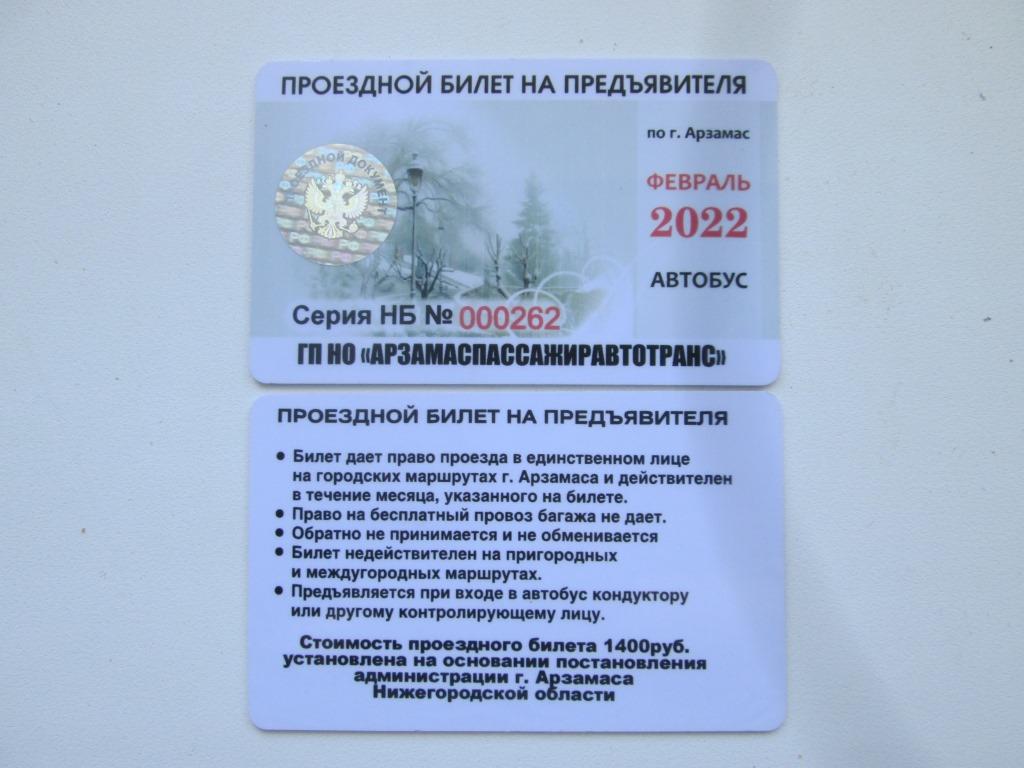 ПРОЕЗДНОЙ БИЛЕТ НА ПРЕДЪЯВИТЕЛЯ
по г. Арзамас
ПРОЕЗДНОЙ ДОКУМЕНТ
ФЕВРАЛЬ
2022
АВТОБУС
Серия НБ № 000262
ГП НО «АРЗАМАСПАССАЖИРАВТОТРАНС»
ПРОЕЗДНОЙ БИЛЕТ НА ПРЕДЪЯВИТЕЛЯ
• Билет дает право проезда в единственном лице
на городских маршрутах г. Арзамаса и действителен
в течение месяца, указанного на билете.
• Право на бесплатный провоз багажа не дает.
• Обратно не принимается и не обменивается
• Билет недействителен на пригородных
и междугородных маршрутах.
• Предъявляется при входе в автобус кондуктору
или другому контролирующему лицу.
Стоимость проездного билета 1400руб.
установлена на основании постановления
администрации г. Арзамаса
Нижегородской области